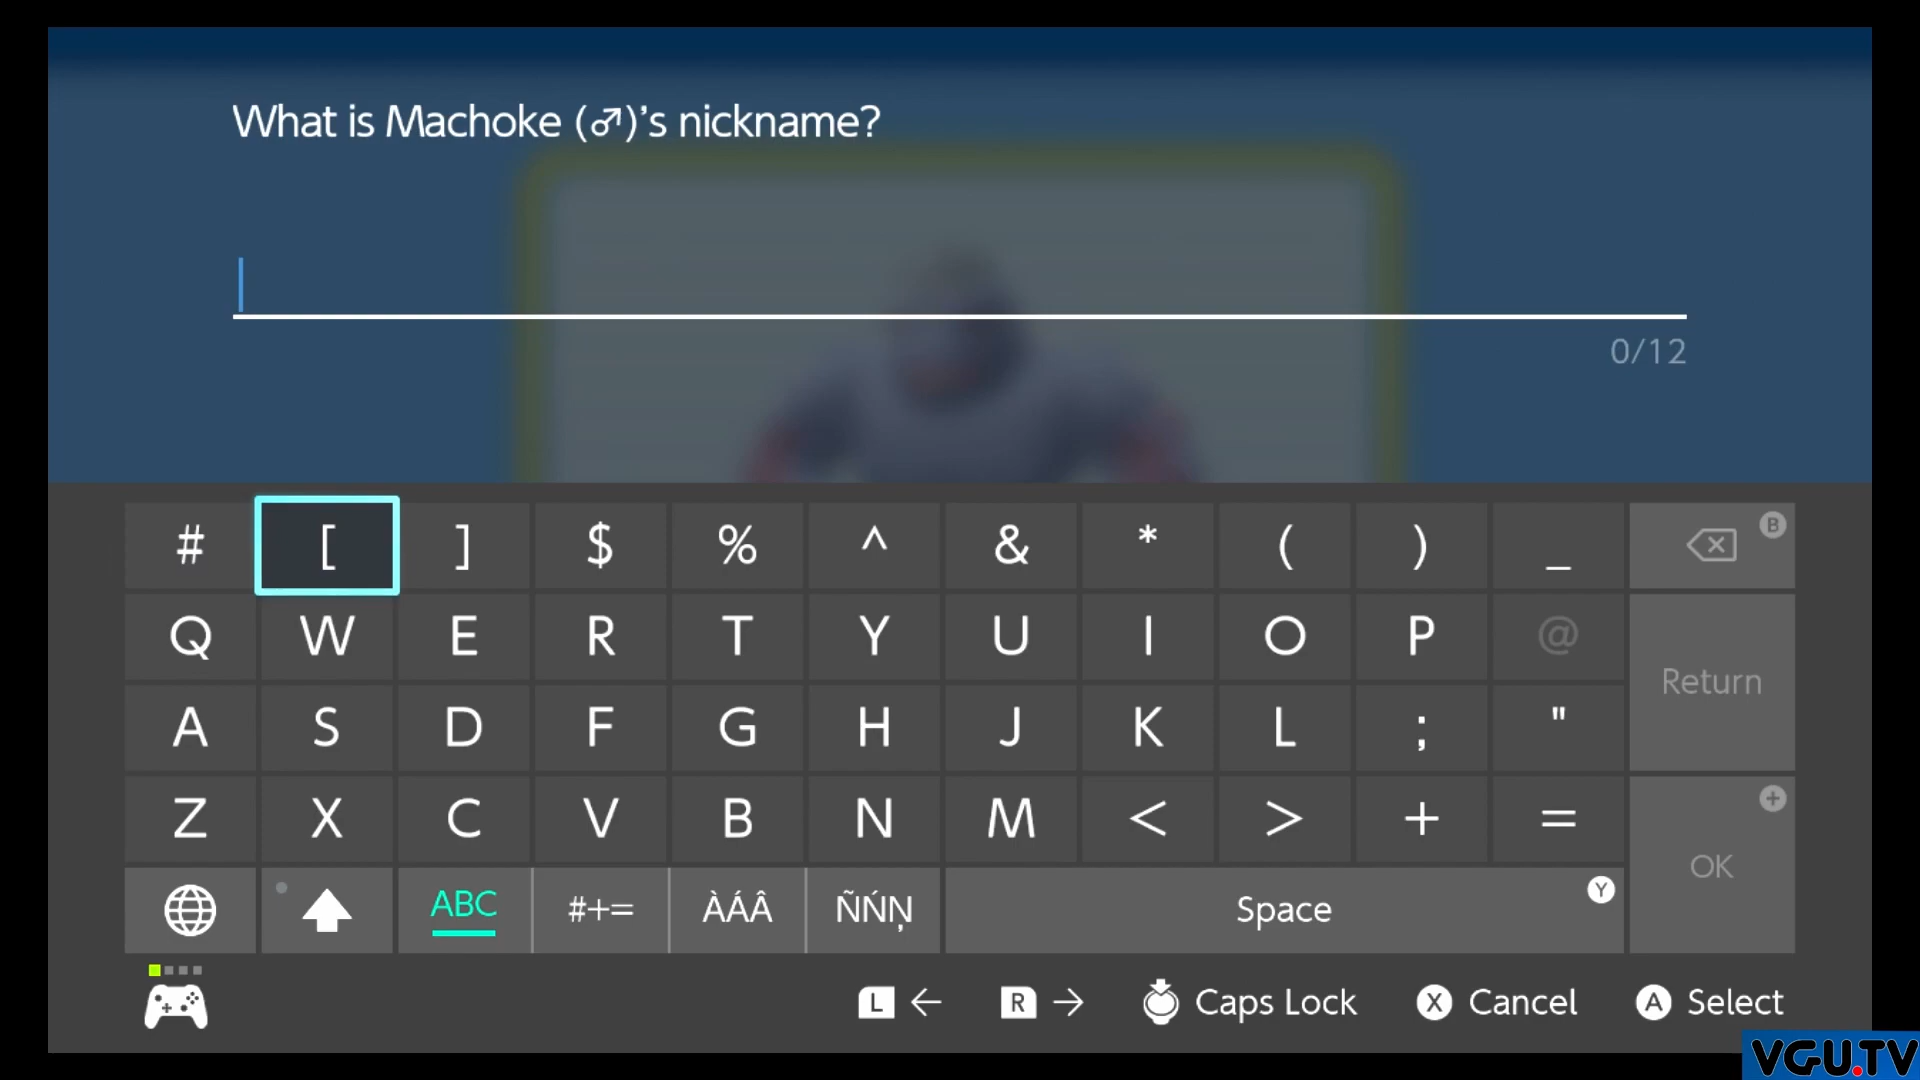 What is Machoke (♂)'s nickname?
0/12
# [ ] $ % ^ & * ( ) _ B
Q W E R T Y U I O P @ Return
A S D F G H J K L ; "
Z X C V B N M < > + = + OK
ABC #+= ÀÁÂ ÑŃŅ Space Y
L ← R → Caps Lock X Cancel A Select
VGU.TV